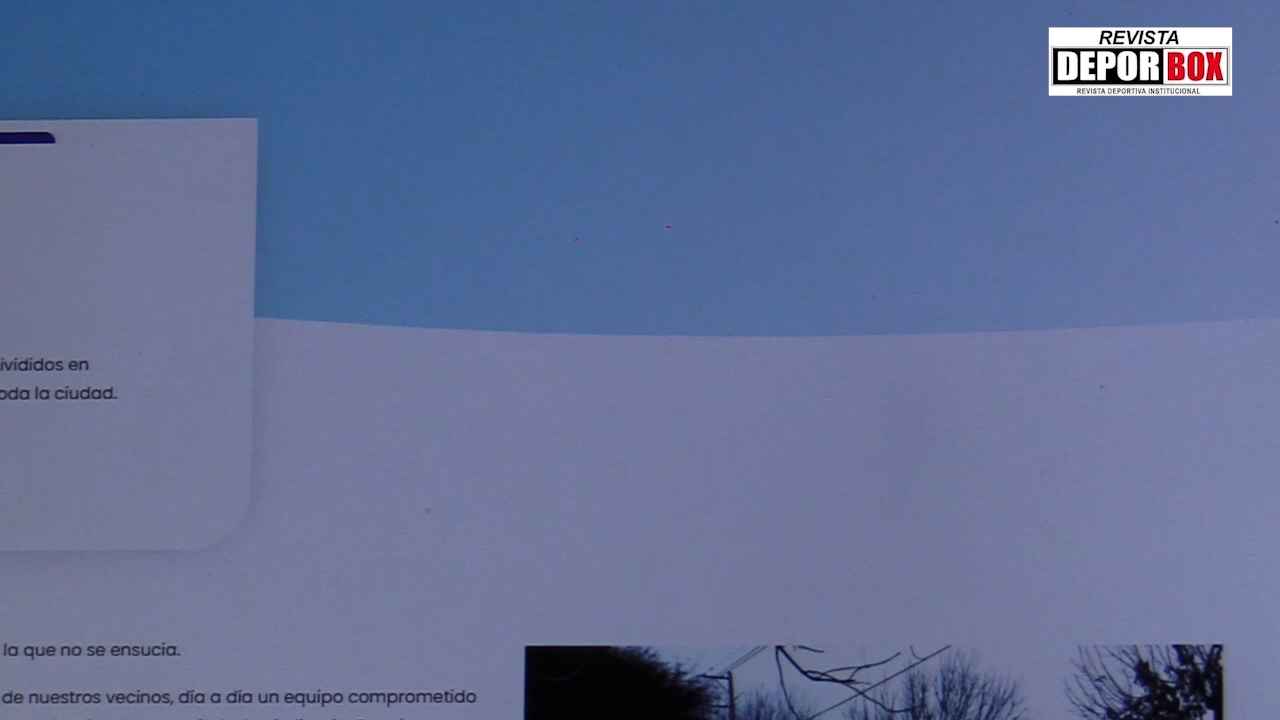 REVISTA
DEPORBOX
REVISTA DEPORTIVA INSTITUCIONAL
ivididos en
oda la ciudad.
la que no se ensucia.
de nuestros vecinos, día a día un equipo comprometido